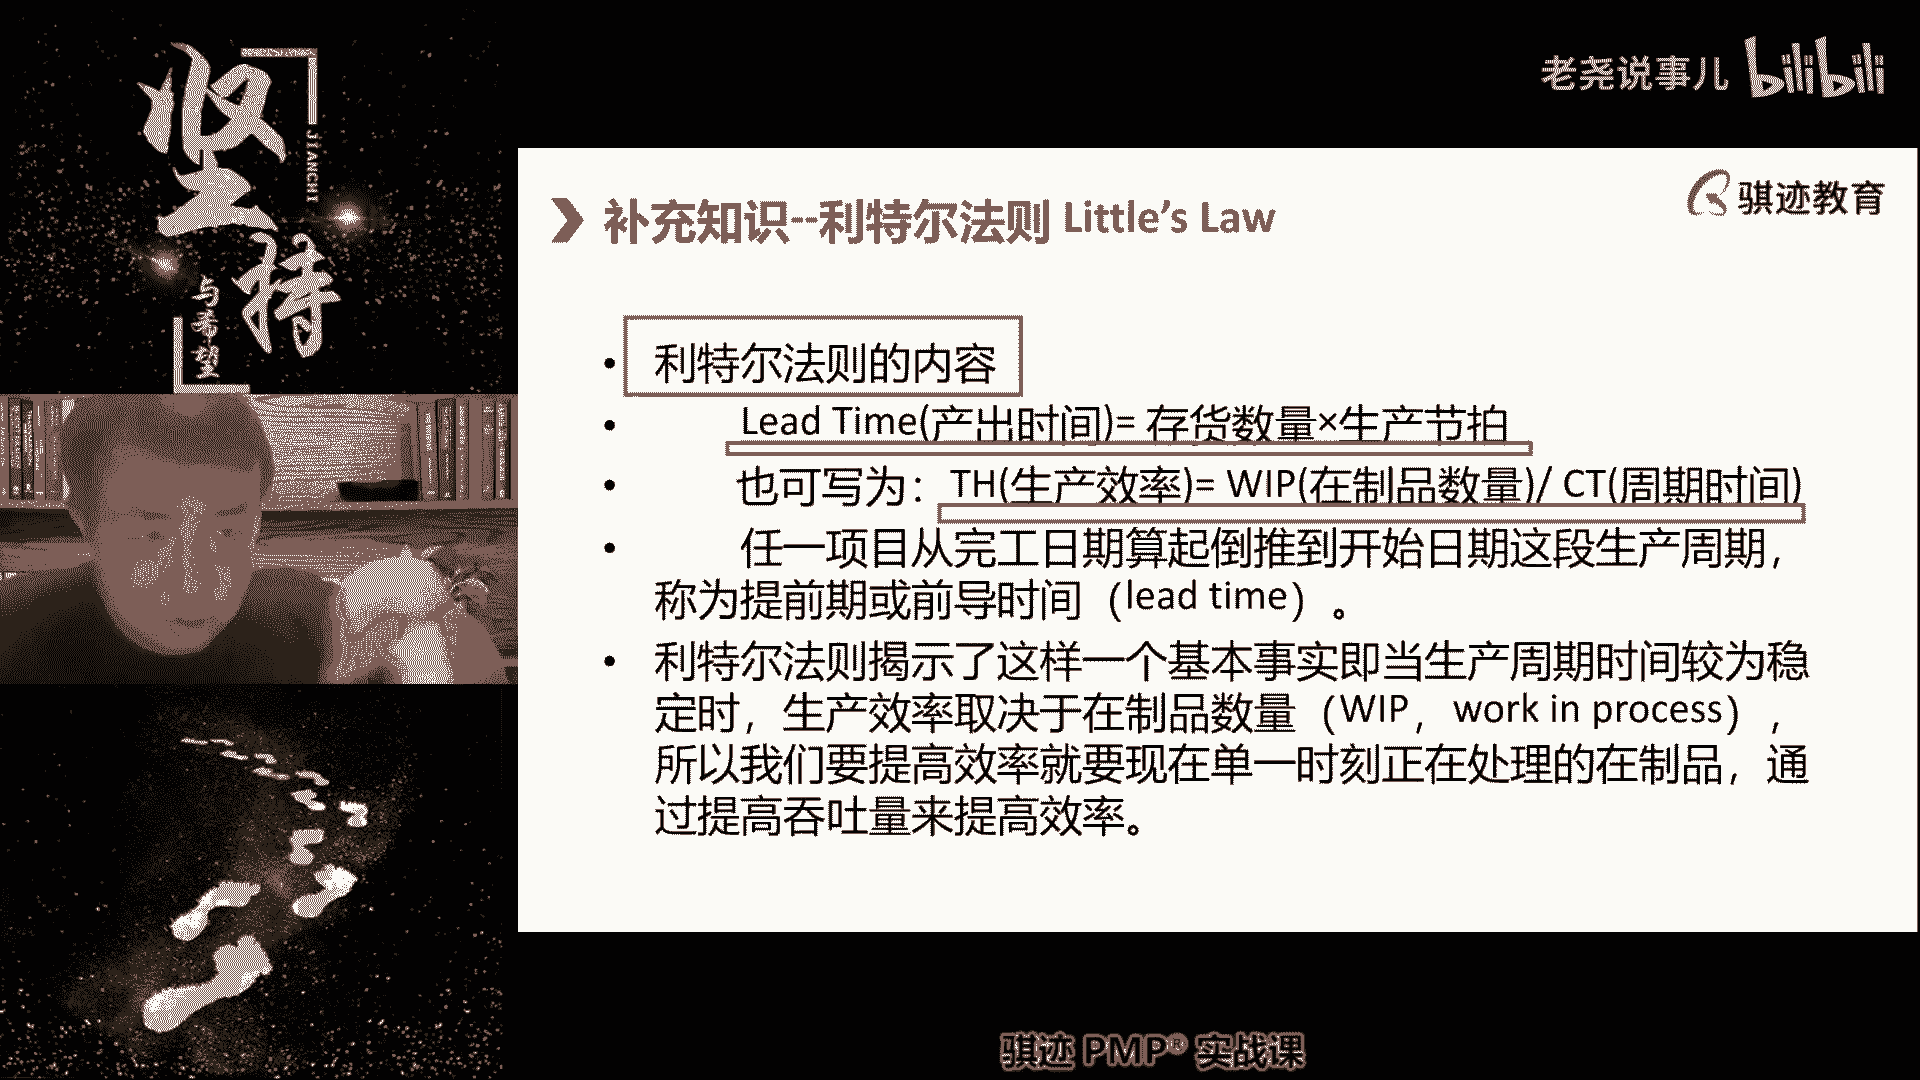 坚持
JIANCHI
与希望
老尧说事儿 bilibili
骐迹教育
补充知识--利特尔法则 Little’s Law
• 利特尔法则的内容
• Lead Time(产出时间)= 存货数量×生产节拍
• 也可写为：TH(生产效率)= WIP(在制品数量)/ CT(周期时间)
• 任一项目从完工日期算起倒推到开始日期这段生产周期，
称为提前期或前导时间（lead time）。
• 利特尔法则揭示了这样一个基本事实即当生产周期时间较为稳
定时，生产效率取决于在制品数量（WIP，work in process），
所以我们要提高效率就要现在单一时刻正在处理的在制品，通
过提高吞吐量来提高效率。
骐迹 PMP® 实战课